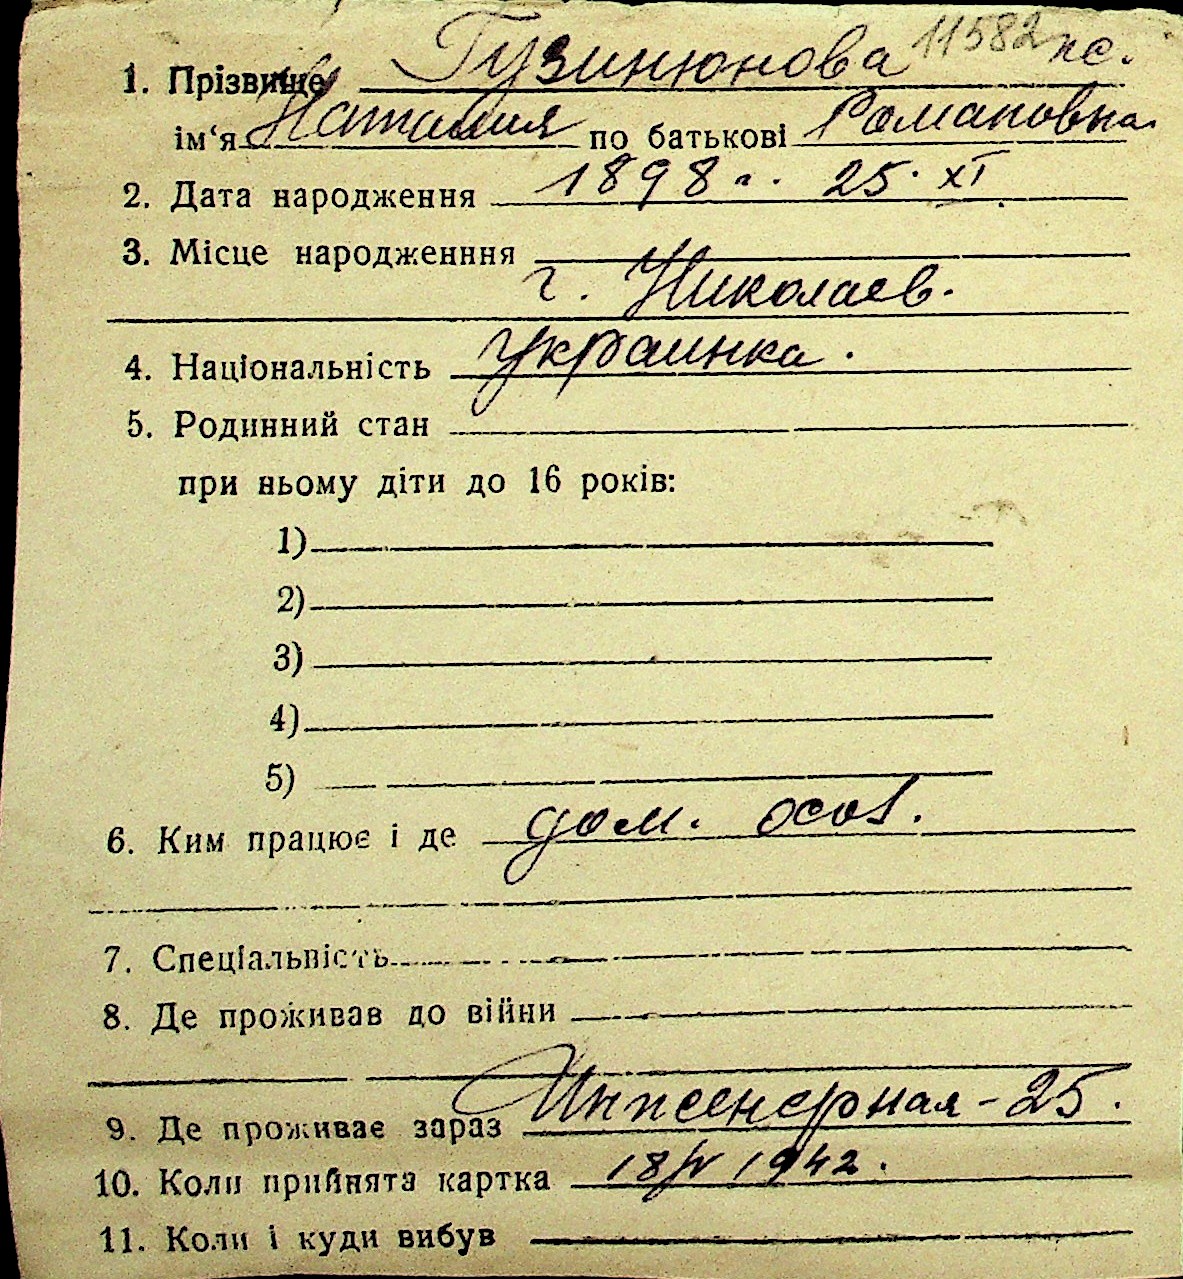 11582 пс.
1. Прізвище Гузинюнова
ім‘я Наталия по батькові Романовна
2. Дата народження 1898 г. 25. XI
3. Місце народженння
г. Николаев.
4. Національність Украинка.
5. Родинний стан
при ньому діти до 16 років:
1)
2)
3)
4)
5)
6. Ким працює і де дом. особ.
7. Спеціальність
8. Де проживав до війни
9. Де проживає зараз Инженерная - 25.
10. Коли прийнята картка 18/IV 1942.
11. Коли і куди вибув